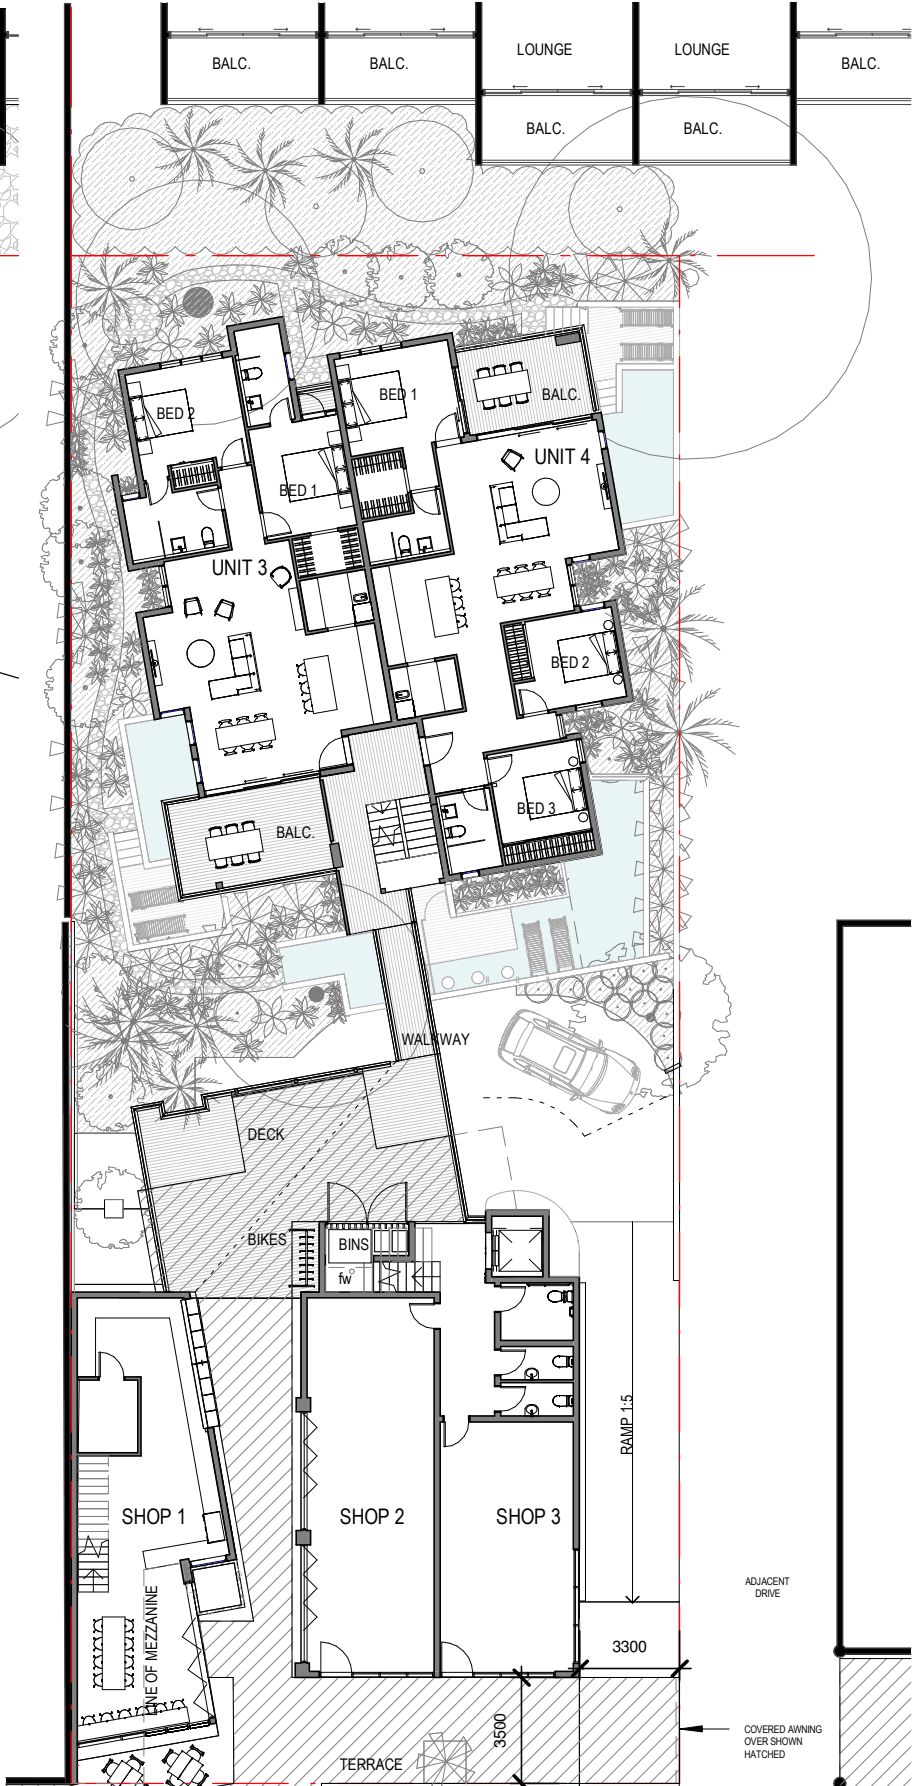 LOUNGE
LOUNGE
BALC.
BALC.
BALC.
BALC.
BALC.
BED 1
BALC.
BED 2
UNIT 4
BED 1
UNIT 3
BED 2
BED 3
BALC.
WALKWAY
DECK
BIKES
BINS
fw
RAMP 1:5
SHOP 1
SHOP 2
SHOP 3
ADJACENT
DRIVE
LINE OF MEZZANINE
3300
3500
COVERED AWNING
OVER SHOWN
HATCHED
TERRACE